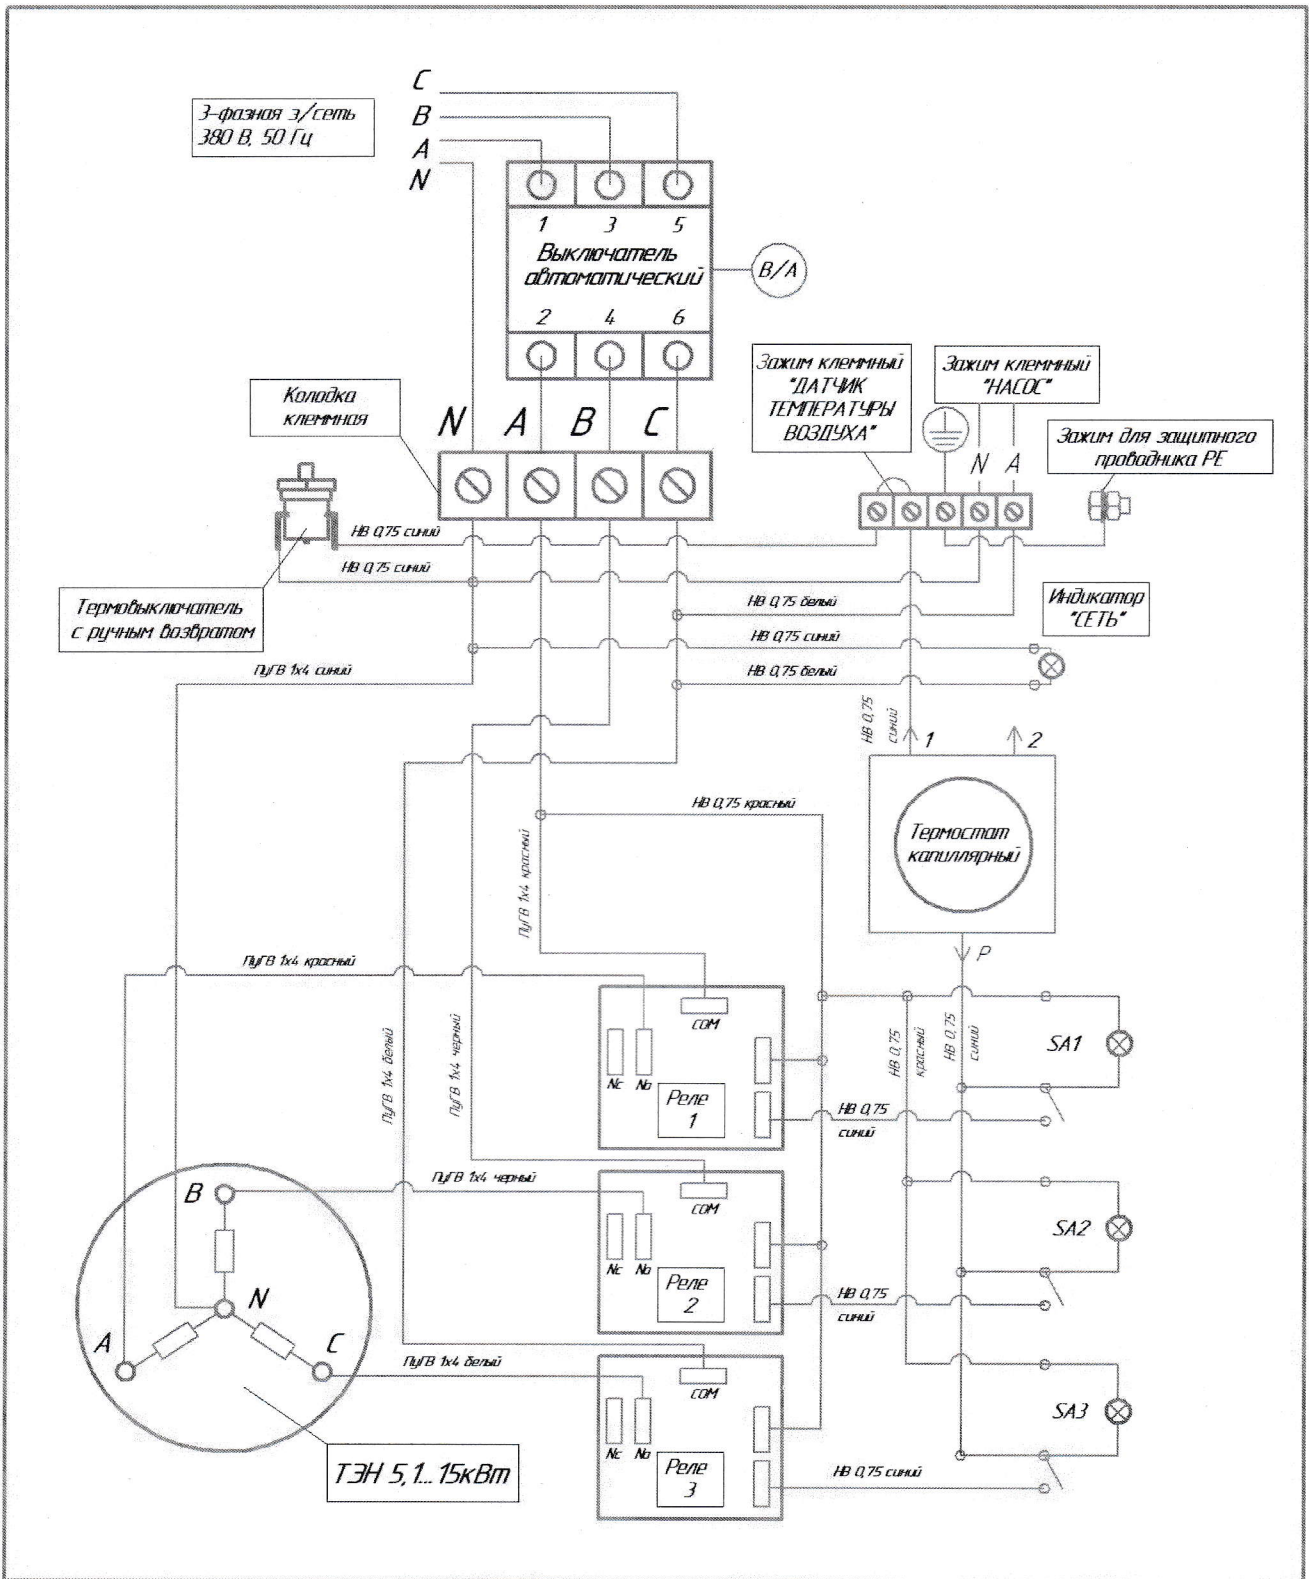 3-фазная э/сеть
380 В, 50 Гц
C
B
A
N
1 3 5
Выключатель
автоматический
2 4 6
В/А
Колодка
клеммная
N A B C
Зажим клеммный
"ДАТЧИК
ТЕМПЕРАТУРЫ
ВОЗДУХА"
Зажим клеммный
"НАСОС"
N A
Зажим для защитного
проводника PE
НВ 0,75 синий
НВ 0,75 синий
Термовыключатель
с ручным возвратом
НВ 0,75 белый
НВ 0,75 синий
НВ 0,75 белый
Индикатор
"СЕТЬ"
ПуГВ 1х4 синий
НВ 0,75
синий
1 2
Термостат
капиллярный
P
НВ 0,75 красный
ПуГВ 1х4 красный
ПуГВ 1х4 красный
ПуГВ 1х4 белый
ПуГВ 1х4 черный
COM
Nc No
Реле
1
НВ 0,75
синий
НВ 0,75
красный
НВ 0,75
синий
SA1
ПуГВ 1х4 черный
COM
Nc No
Реле
2
НВ 0,75
синий
SA2
B
N
A
C
ПуГВ 1х4 белый
COM
Nc No
Реле
3
НВ 0,75 синий
SA3
ТЭН 5,1...15кВт